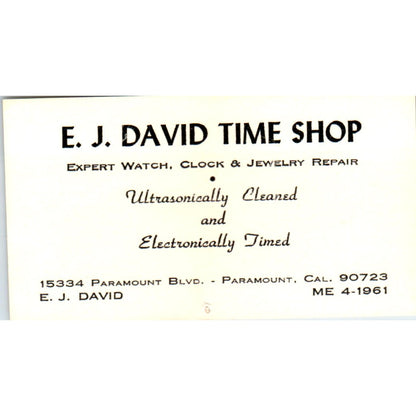 E. J. DAVID TIME SHOP
EXPERT WATCH, CLOCK & JEWELRY REPAIR
•
Ultrasonically Cleaned
and
Electronically Timed
15334 PARAMOUNT BLVD. - PARAMOUNT, CAL. 90723
E. J. DAVID ME 4-1961